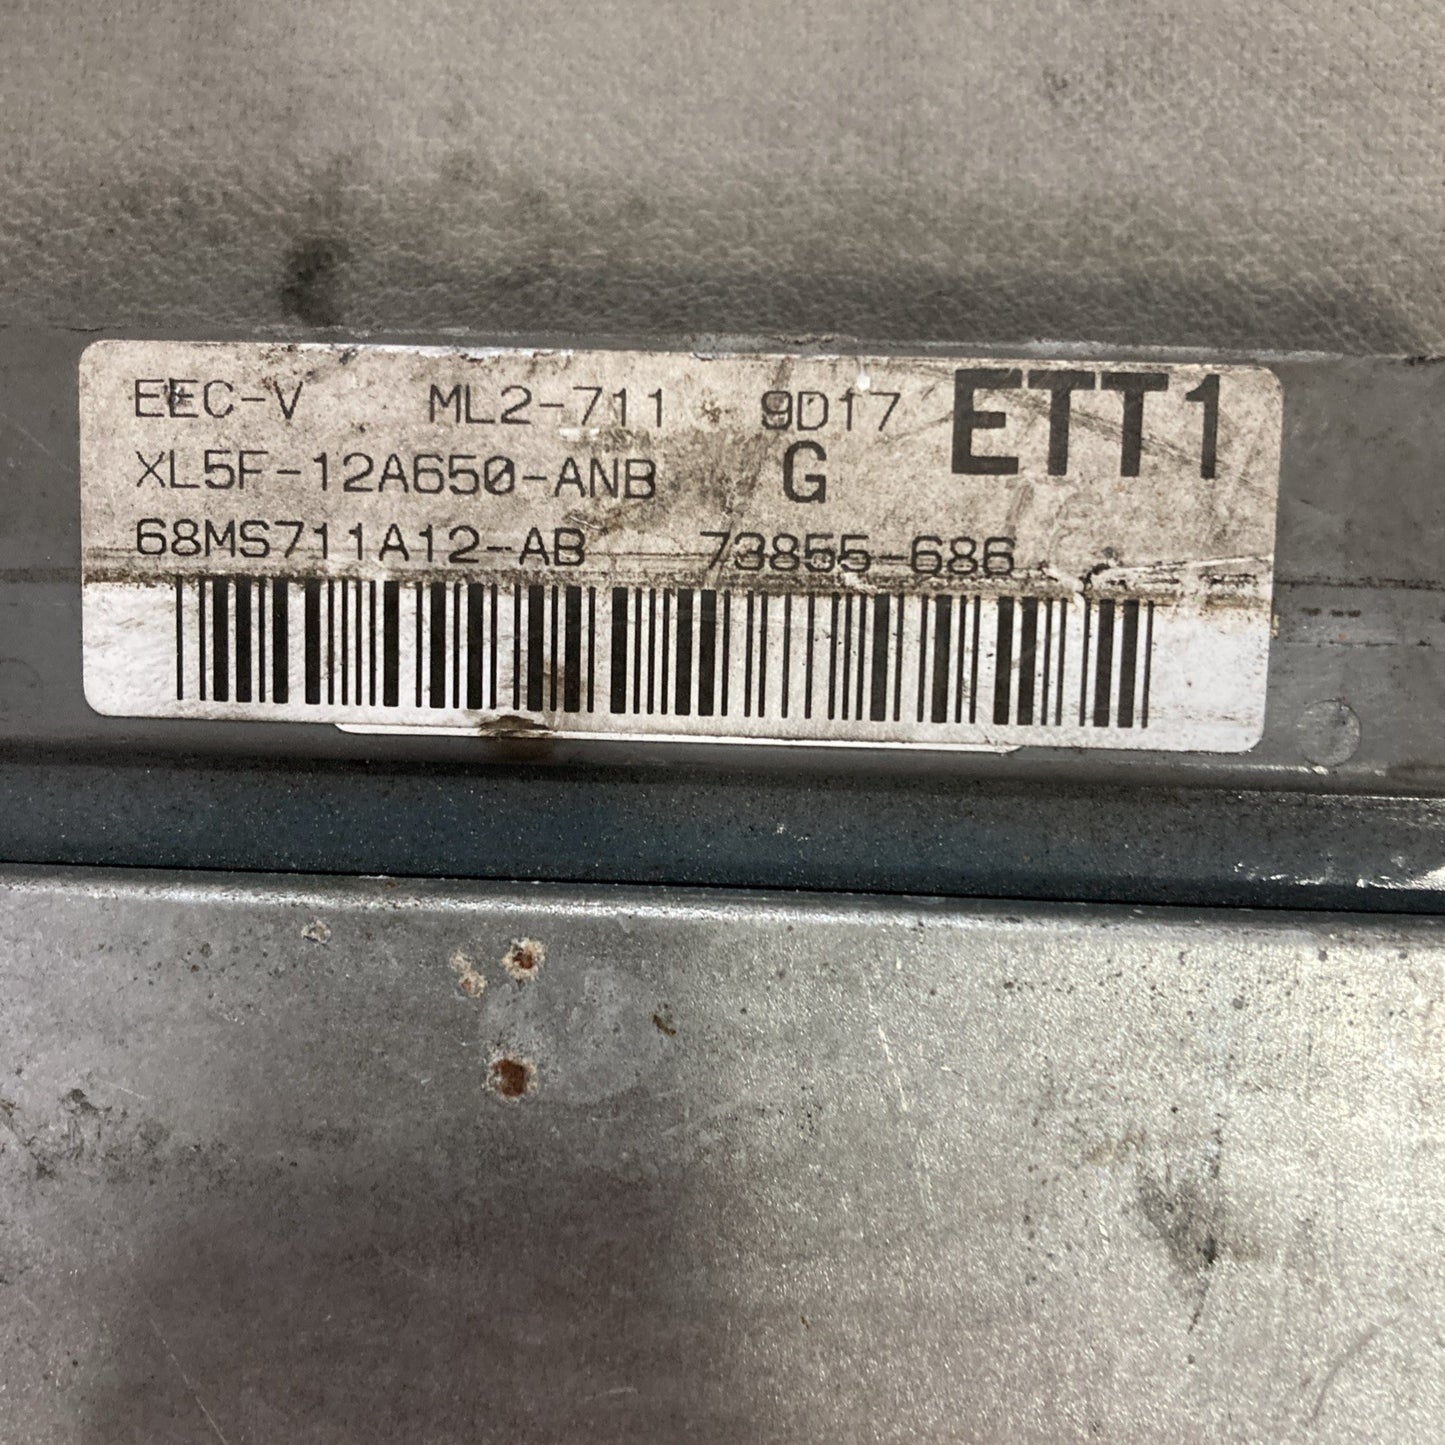 EEC-V ML2-711 9D17 ETT1
XL5F-12A650-ANB G
68MS711A12-AB 73855-686